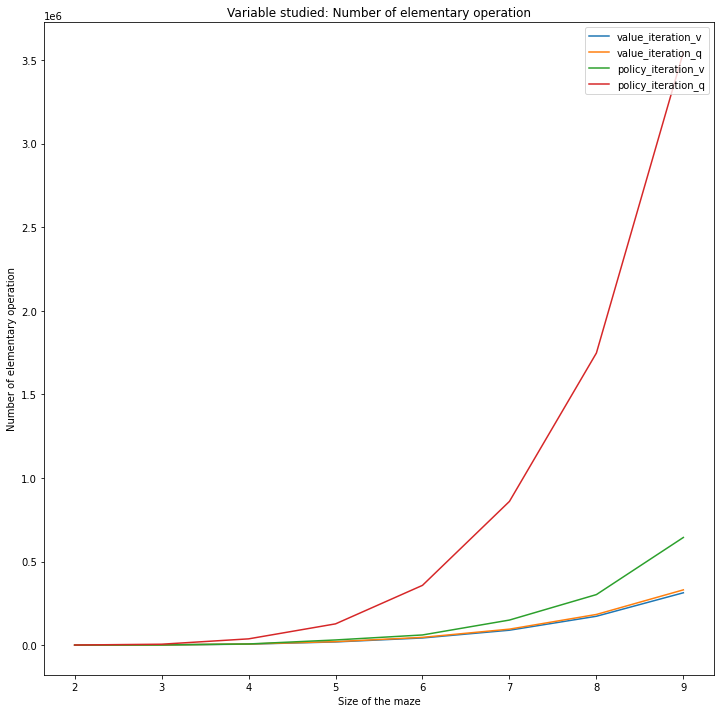 Variable studied: Number of elementary operation
1e6
value_iteration_v
value_iteration_q
policy_iteration_v
policy_iteration_q
3.5
3.0
2.5
2.0
1.5
1.0
0.5
0.0
Number of elementary operation
2 3 4 5 6 7 8 9
Size of the maze